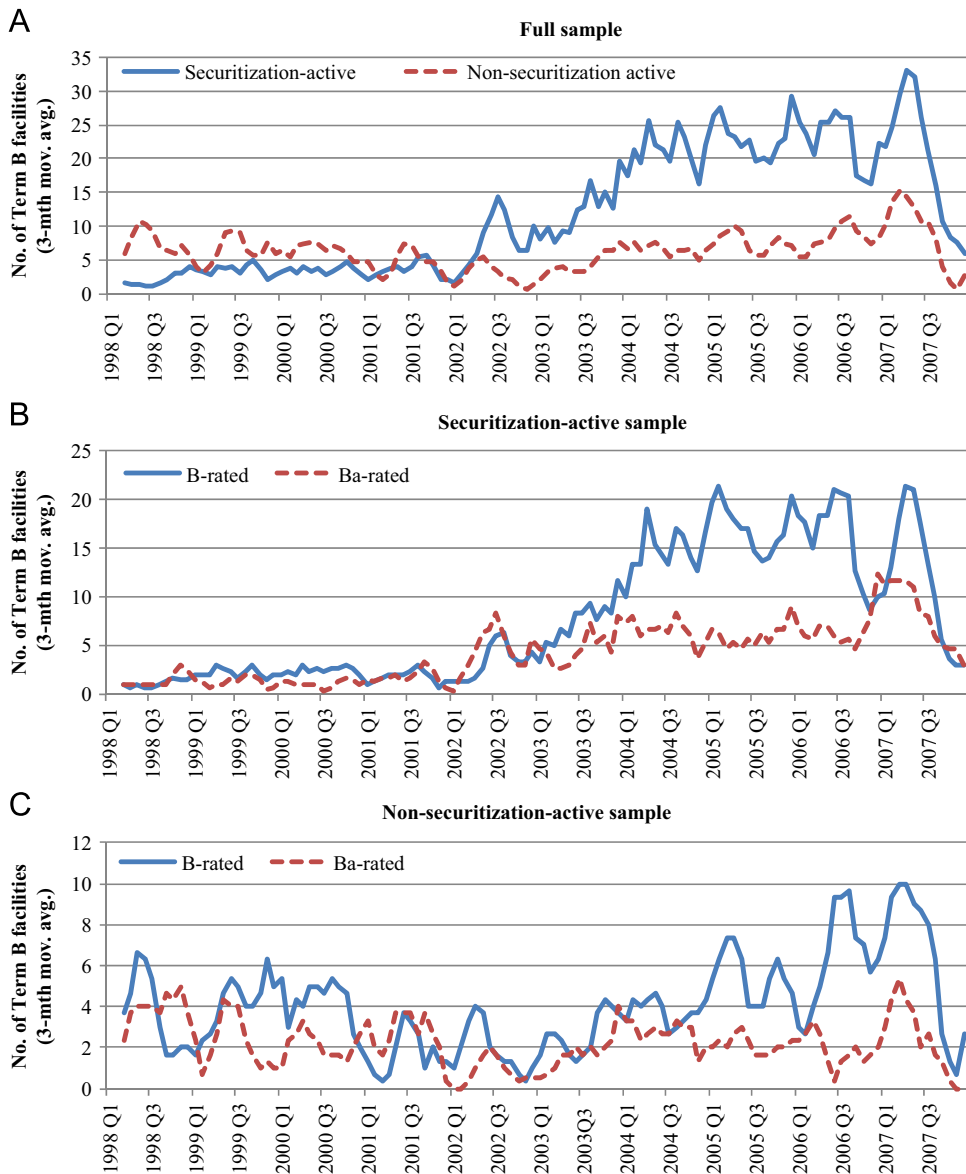 A
Full sample
No. of Term B facilities
(3-mth mov. avg.)
35
30
25
20
15
10
5
0
Securitization-active
Non-securitization active
1998 Q1
1998 Q3
1999 Q1
1999 Q3
2000 Q1
2000 Q3
2001 Q1
2001 Q3
2002 Q1
2002 Q3
2003 Q1
2003 Q3
2004 Q1
2004 Q3
2005 Q1
2005 Q3
2006 Q1
2006 Q3
2007 Q1
2007 Q3
B
Securitization-active sample
No. of Term B facilities
(3-mth mov. avg.)
25
20
15
10
5
0
B-rated
Ba-rated
1998 Q1
1998 Q3
1999 Q1
1999 Q3
2000 Q1
2000 Q3
2001 Q1
2001 Q3
2002 Q1
2002 Q3
2003 Q1
2003 Q3
2004 Q1
2004 Q3
2005 Q1
2005 Q3
2006 Q1
2006 Q3
2007 Q1
2007 Q3
C
Non-securitization-active sample
No. of Term B facilities
(3-mth mov. avg.)
12
10
8
6
4
2
0
B-rated
Ba-rated
1998 Q1
1998 Q3
1999 Q1
1999 Q3
2000 Q1
2000 Q3
2001 Q1
2001 Q3
2002 Q1
2002 Q3
2003 Q1
2003 Q3
2004 Q1
2004 Q3
2005 Q1
2005 Q3
2006 Q1
2006 Q3
2007 Q1
2007 Q3